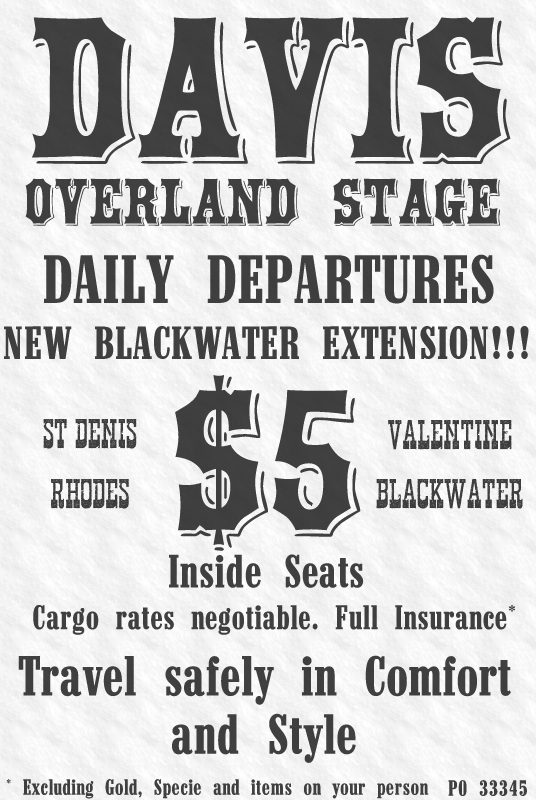 DAVIS
OVERLAND STAGE
DAILY DEPARTURES
NEW BLACKWATER EXTENSION!!!
ST DENIS $5 VALENTINE
RHODES BLACKWATER
Inside Seats
Cargo rates negotiable. Full Insurance*
Travel safely in Comfort
and Style
* Excluding Gold, Specie and items on your person PO 33345